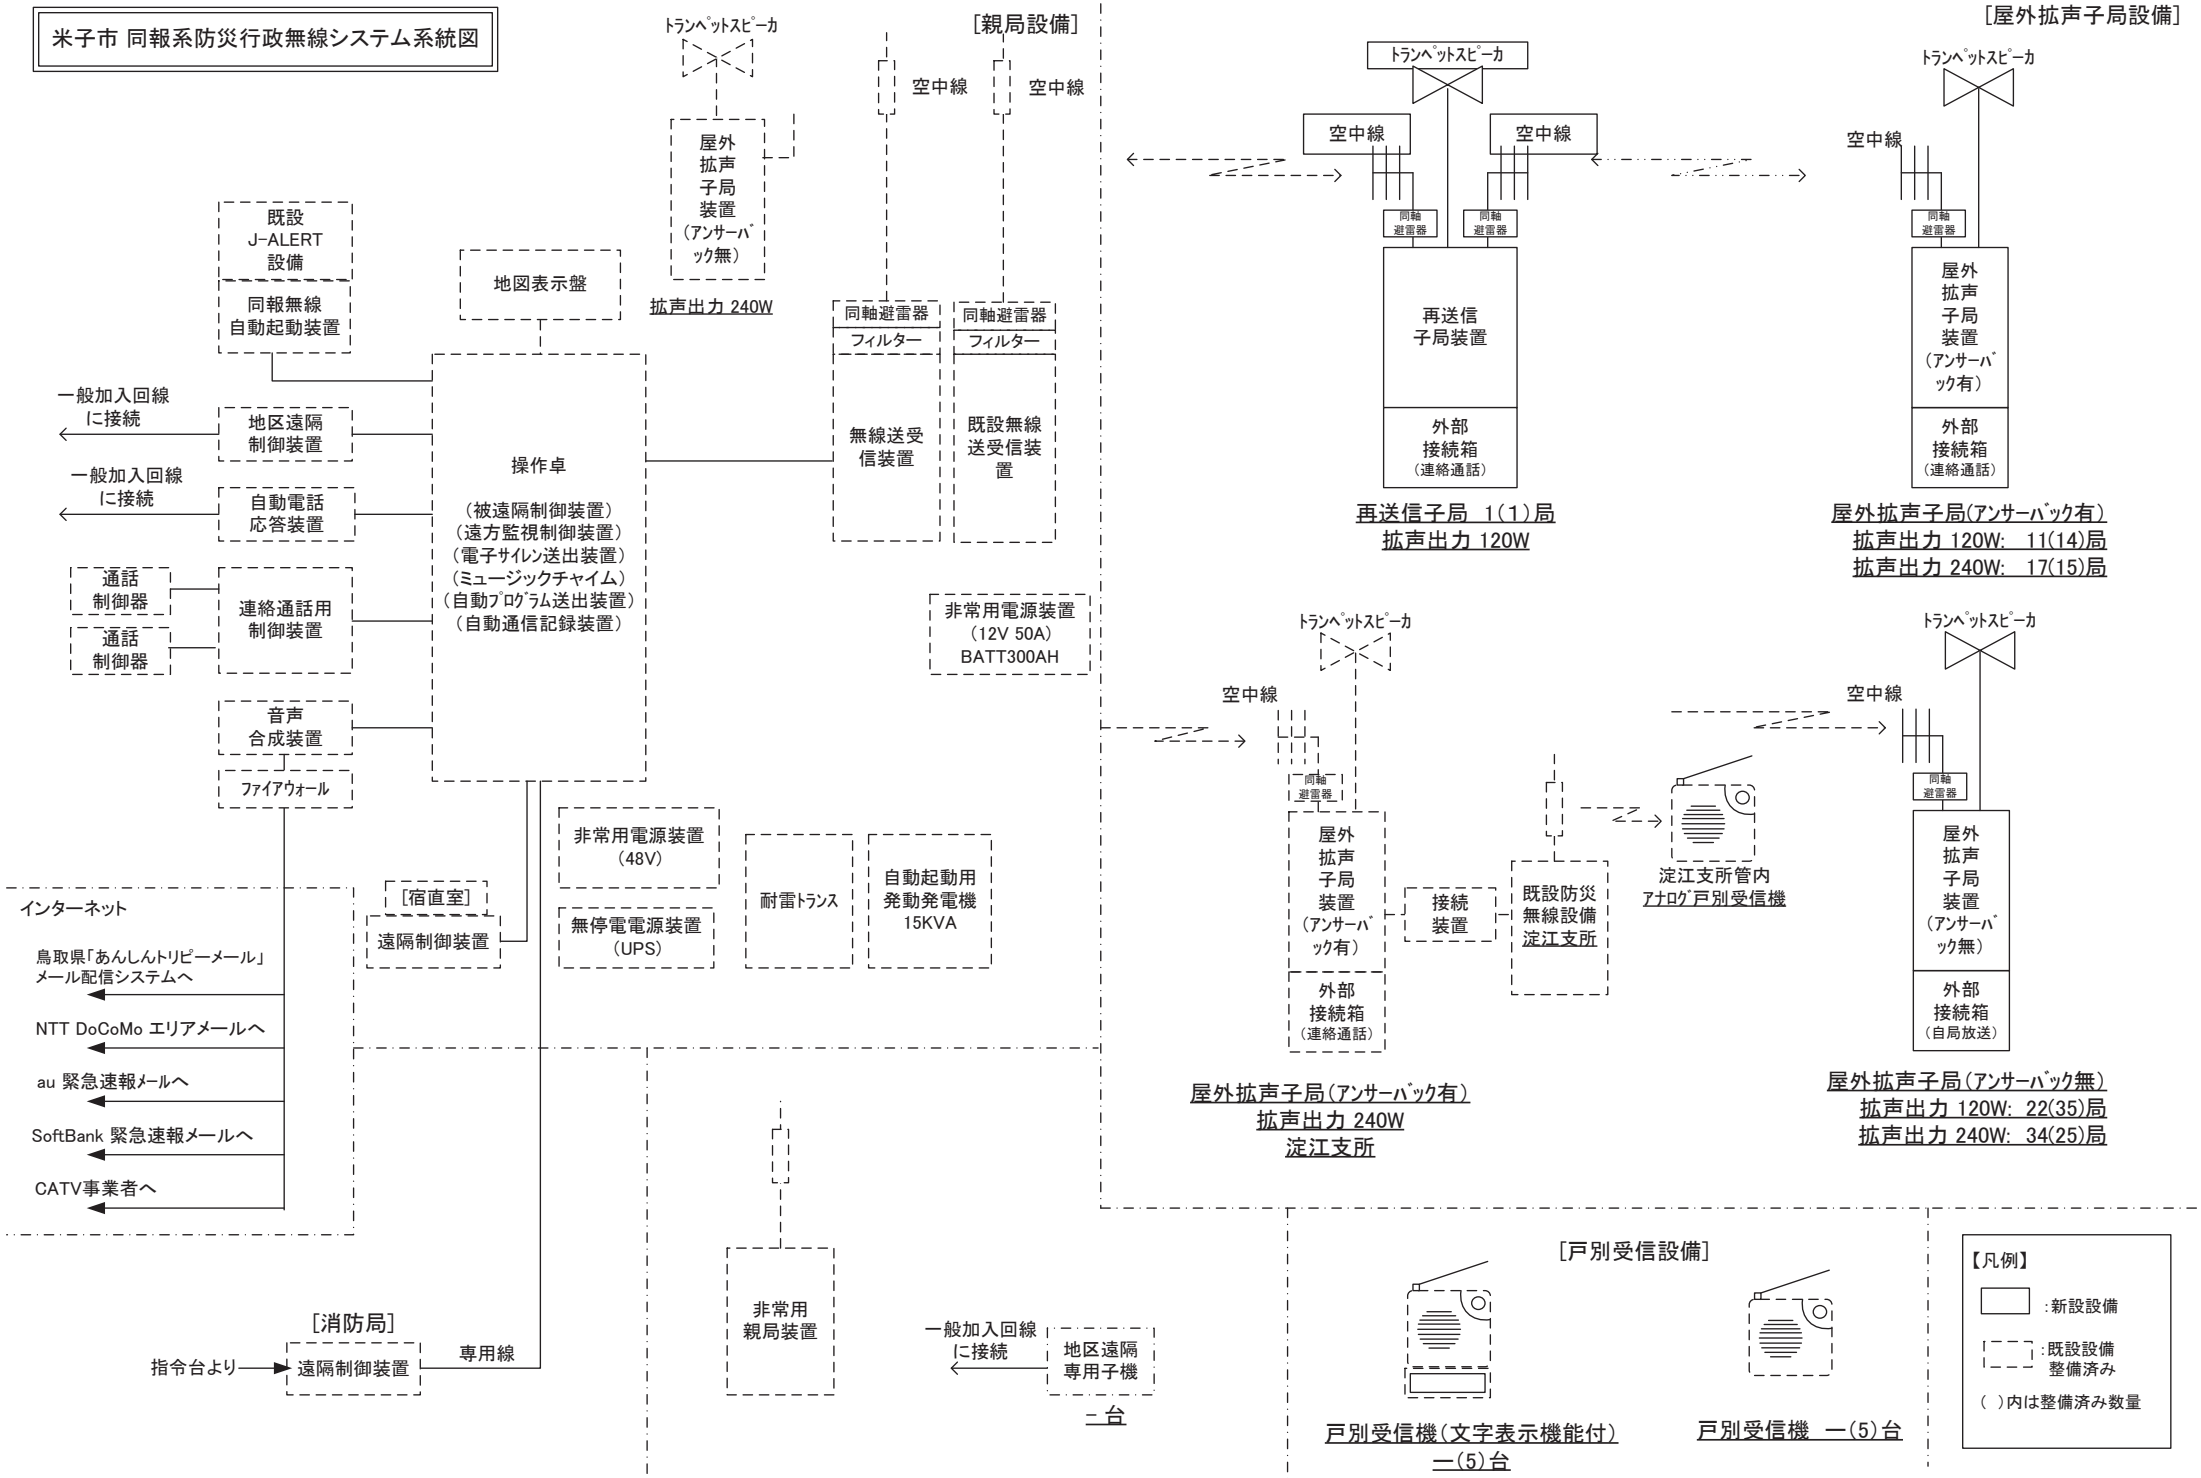 米子市 同報系防災行政無線システム系統図
[親局設備]
トランペットスピーカ
屋外
拡声
子局
装置
(アンサーバ
ック無)
拡声出力 240W
空中線
空中線
同軸避雷器
フィルター
無線送受
信装置
同軸避雷器
フィルター
既設無線
送受信装
置
既設
J-ALERT
設備
同報無線
自動起動装置
地図表示盤
一般加入回線
に接続
地区遠隔
制御装置
一般加入回線
に接続
自動電話
応答装置
通話
制御器
通話
制御器
連絡通話用
制御装置
音声
合成装置
ファイアウォール
操作卓
(被遠隔制御装置)
(遠方監視制御装置)
(電子サイレン送出装置)
(ミュージックチャイム)
(自動プログラム送出装置)
(自動通信記録装置)
非常用電源装置
(12V 50A)
BATT300AH
非常用電源装置
(48V)
無停電電源装置
(UPS)
耐雷トランス
自動起動用
発動発電機
15KVA
[宿直室]
遠隔制御装置
インターネット
鳥取県「あんしんトリピーメール」
メール配信システムへ
NTT DoCoMo エリアメールへ
au 緊急速報メールへ
SoftBank 緊急速報メールへ
CATV事業者へ
[消防局]
指令台より
遠隔制御装置
専用線
非常用
親局装置
一般加入回線
に接続
地区遠隔
専用子機
－台
[屋外拡声子局設備]
トランペットスピーカ
空中線
空中線
同軸
避雷器
同軸
避雷器
再送信
子局装置
外部
接続箱
(連絡通話)
再送信子局 1(1)局
拡声出力 120W
トランペットスピーカ
空中線
同軸
避雷器
屋外
拡声
子局
装置
(アンサーバ
ック有)
外部
接続箱
(連絡通話)
屋外拡声子局(アンサーバック有)
拡声出力 120W: 11(14)局
拡声出力 240W: 17(15)局
トランペットスピーカ
空中線
同軸
避雷器
屋外
拡声
子局
装置
(アンサーバ
ック有)
外部
接続箱
(連絡通話)
接続
装置
既設防災
無線設備
淀江支所
淀江支所管内
アナログ戸別受信機
屋外拡声子局(アンサーバック有)
拡声出力 240W
淀江支所
トランペットスピーカ
空中線
同軸
避雷器
屋外
拡声
子局
装置
(アンサーバ
ック無)
外部
接続箱
(自局放送)
屋外拡声子局(アンサーバック無)
拡声出力 120W: 22(35)局
拡声出力 240W: 34(25)局
[戸別受信設備]
戸別受信機(文字表示機能付)
－(5)台
戸別受信機 －(5)台
【凡例】
:新設設備
:既設設備
整備済み
( )内は整備済み数量